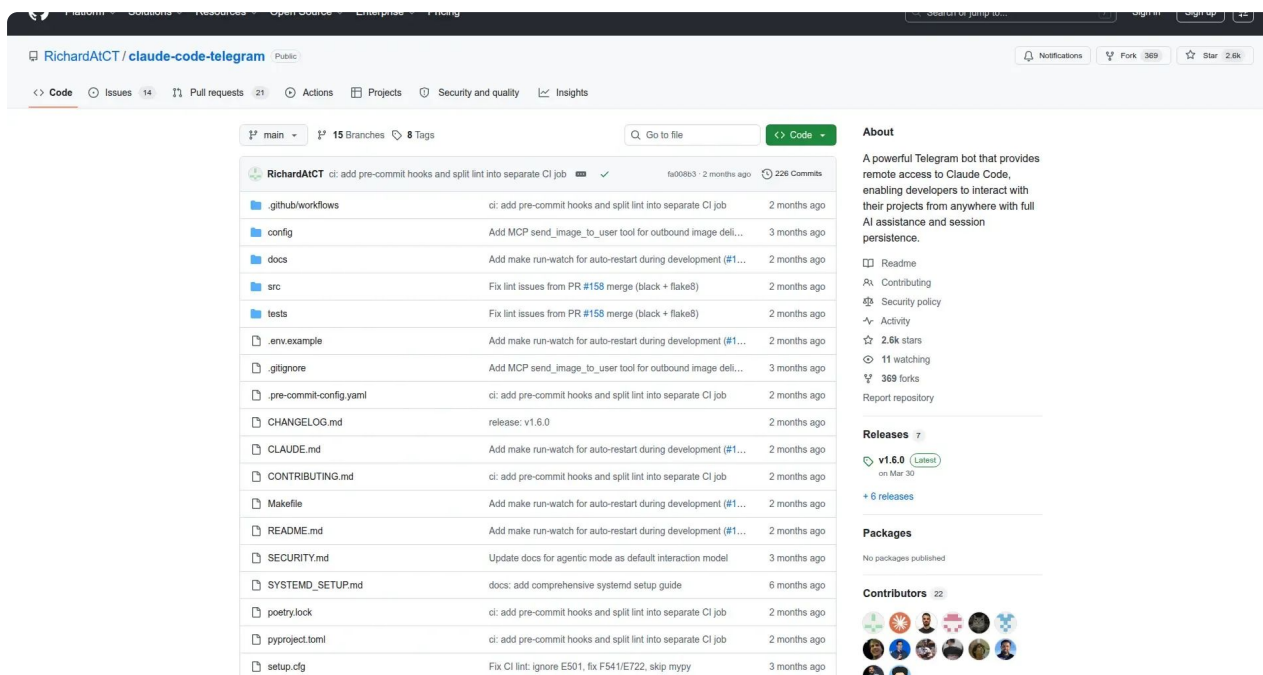 Platform Solutions Resources Open Source Enterprise Pricing Search or jump to... Sign in Sign up
RichardAtCT / claude-code-telegram Public Notifications Fork 369 Star 2.6k
Code Issues 14 Pull requests 21 Actions Projects Security and quality Insights
main 15 Branches 8 Tags Go to file Code
RichardAtCT ci: add pre-commit hooks and split lint into separate CI job fa008b3 · 2 months ago 226 Commits
.github/workflows ci: add pre-commit hooks and split lint into separate CI job 2 months ago
config Add MCP send_image_to_user tool for outbound image deli... 3 months ago
docs Add make run-watch for auto-restart during development (#1... 2 months ago
src Fix lint issues from PR #158 merge (black + flake8) 2 months ago
tests Fix lint issues from PR #158 merge (black + flake8) 2 months ago
.env.example Add make run-watch for auto-restart during development (#1... 2 months ago
.gitignore Add MCP send_image_to_user tool for outbound image deli... 3 months ago
.pre-commit-config.yaml ci: add pre-commit hooks and split lint into separate CI job 2 months ago
CHANGELOG.md release: v1.6.0 2 months ago
CLAUDE.md Add make run-watch for auto-restart during development (#1... 2 months ago
CONTRIBUTING.md ci: add pre-commit hooks and split lint into separate CI job 2 months ago
Makefile Add make run-watch for auto-restart during development (#1... 2 months ago
README.md Add make run-watch for auto-restart during development (#1... 2 months ago
SECURITY.md Update docs for agentic mode as default interaction model 3 months ago
SYSTEMD_SETUP.md docs: add comprehensive systemd setup guide 6 months ago
poetry.lock ci: add pre-commit hooks and split lint into separate CI job 2 months ago
pyproject.toml ci: add pre-commit hooks and split lint into separate CI job 2 months ago
setup.cfg Fix CI lint: ignore E501, fix F541/E722, skip mypy 3 months ago
About
A powerful Telegram bot that provides
remote access to Claude Code,
enabling developers to interact with
their projects from anywhere with full
AI assistance and session
persistence.
Readme
Contributing
Security policy
Activity
2.6k stars
11 watching
369 forks
Report repository
Releases 7
v1.6.0 Latest
on Mar 30
+ 6 releases
Packages
No packages published
Contributors 22